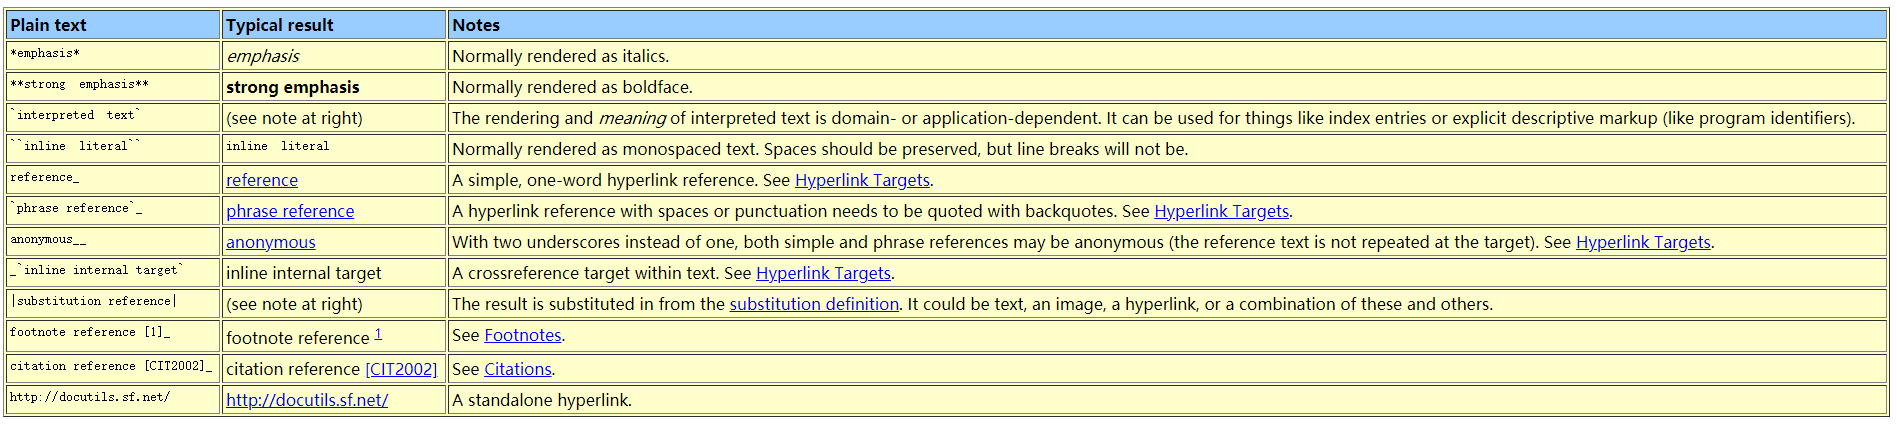 Plain text Typical result Notes
*emphasis* emphasis Normally rendered as italics.
**strong emphasis** strong emphasis Normally rendered as boldface.
`interpreted text` (see note at right) The rendering and meaning of interpreted text is domain- or application-dependent. It can be used for things like index entries or explicit descriptive markup (like program identifiers).
``inline literal`` inline literal Normally rendered as monospaced text. Spaces should be preserved, but line breaks will not be.
reference_ reference A simple, one-word hyperlink reference. See Hyperlink Targets.
`phrase reference`_ phrase reference A hyperlink reference with spaces or punctuation needs to be quoted with backquotes. See Hyperlink Targets.
anonymous__ anonymous With two underscores instead of one, both simple and phrase references may be anonymous (the reference text is not repeated at the target). See Hyperlink Targets.
_`inline internal target` inline internal target A crossreference target within text. See Hyperlink Targets.
|substitution reference| (see note at right) The result is substituted in from the substitution definition. It could be text, an image, a hyperlink, or a combination of these and others.
footnote reference [1]_ footnote reference 1 See Footnotes.
citation reference [CIT2002]_ citation reference [CIT2002] See Citations.
http://docutils.sf.net/ http://docutils.sf.net/ A standalone hyperlink.